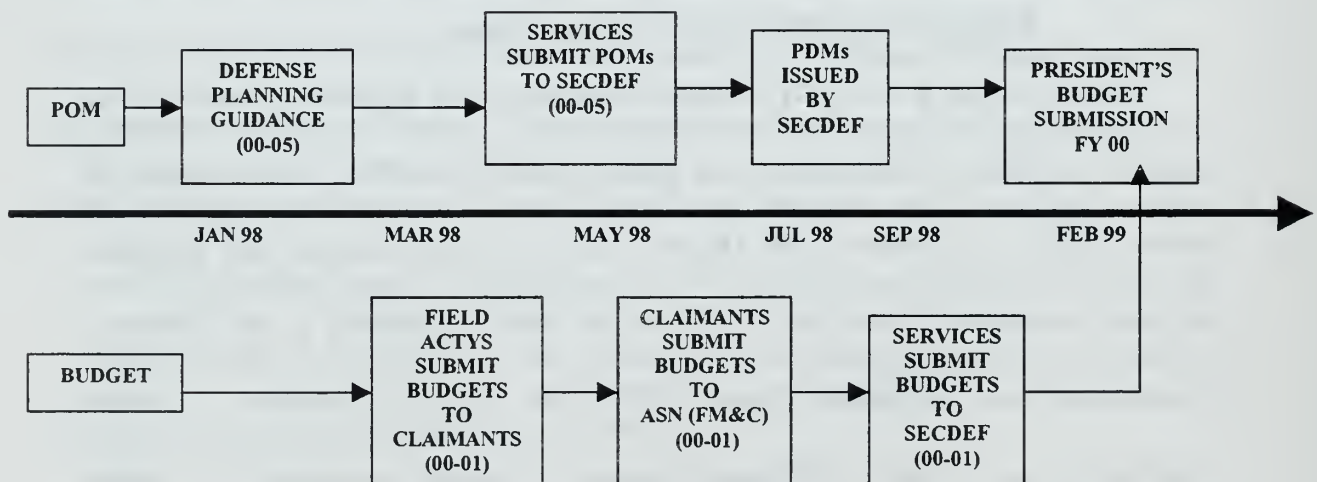 POM
DEFENSE
PLANNING
GUIDANCE
(00-05)
SERVICES
SUBMIT POMs
TO SECDEF
(00-05)
PDMs
ISSUED
BY
SECDEF
PRESIDENT'S
BUDGET
SUBMISSION
FY 00
JAN 98 MAR 98 MAY 98 JUL 98 SEP 98 FEB 99
BUDGET
FIELD
ACTYS
SUBMIT
BUDGETS
TO
CLAIMANTS
(00-01)
CLAIMANTS
SUBMIT
BUDGETS
TO
ASN (FM&C)
(00-01)
SERVICES
SUBMIT
BUDGETS
TO
SECDEF
(00-01)